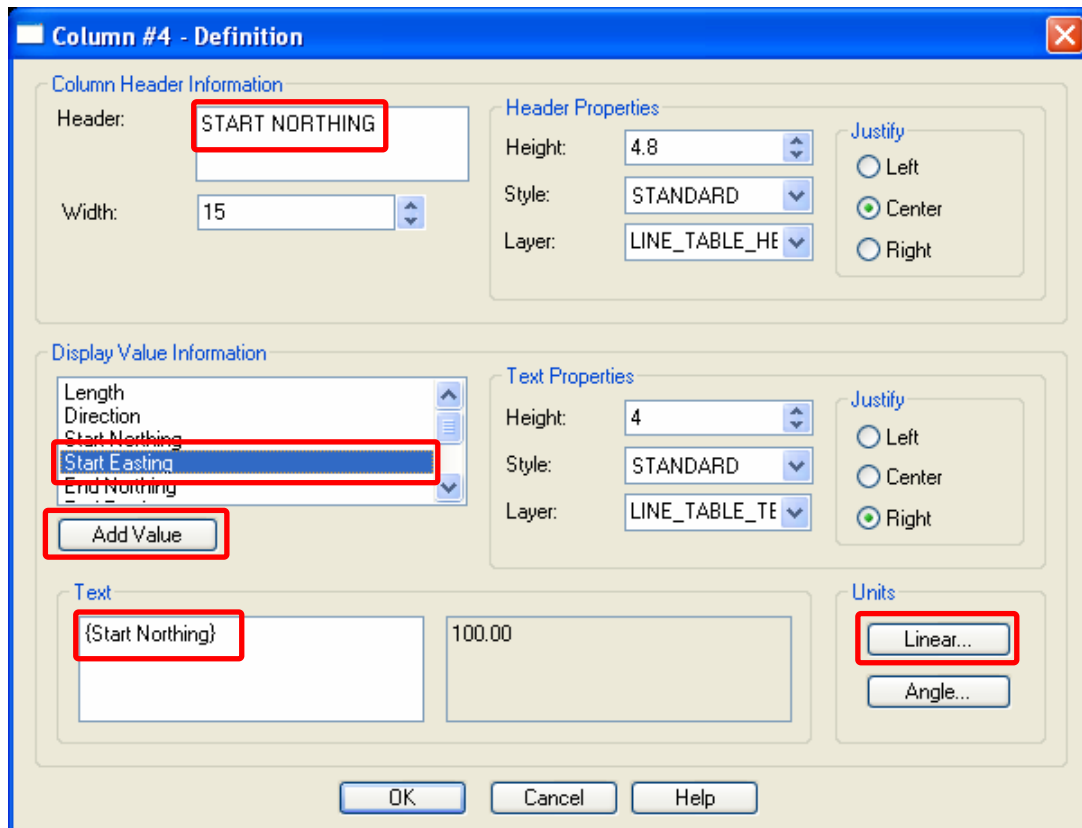 Column #4 - Definition
Column Header Information
Header:
START NORTHING
Width:
15
Header Properties
Height:
4.8
Style:
STANDARD
Layer:
LINE_TABLE_HE
Justify
Left
Center
Right
Display Value Information
Length
Direction
Start Northing
Start Easting
End Northing
Add Value
Text Properties
Height:
4
Style:
STANDARD
Layer:
LINE_TABLE_TE
Justify
Left
Center
Right
Text
{Start Northing}
100.00
Units
Linear...
Angle...
OK
Cancel
Help